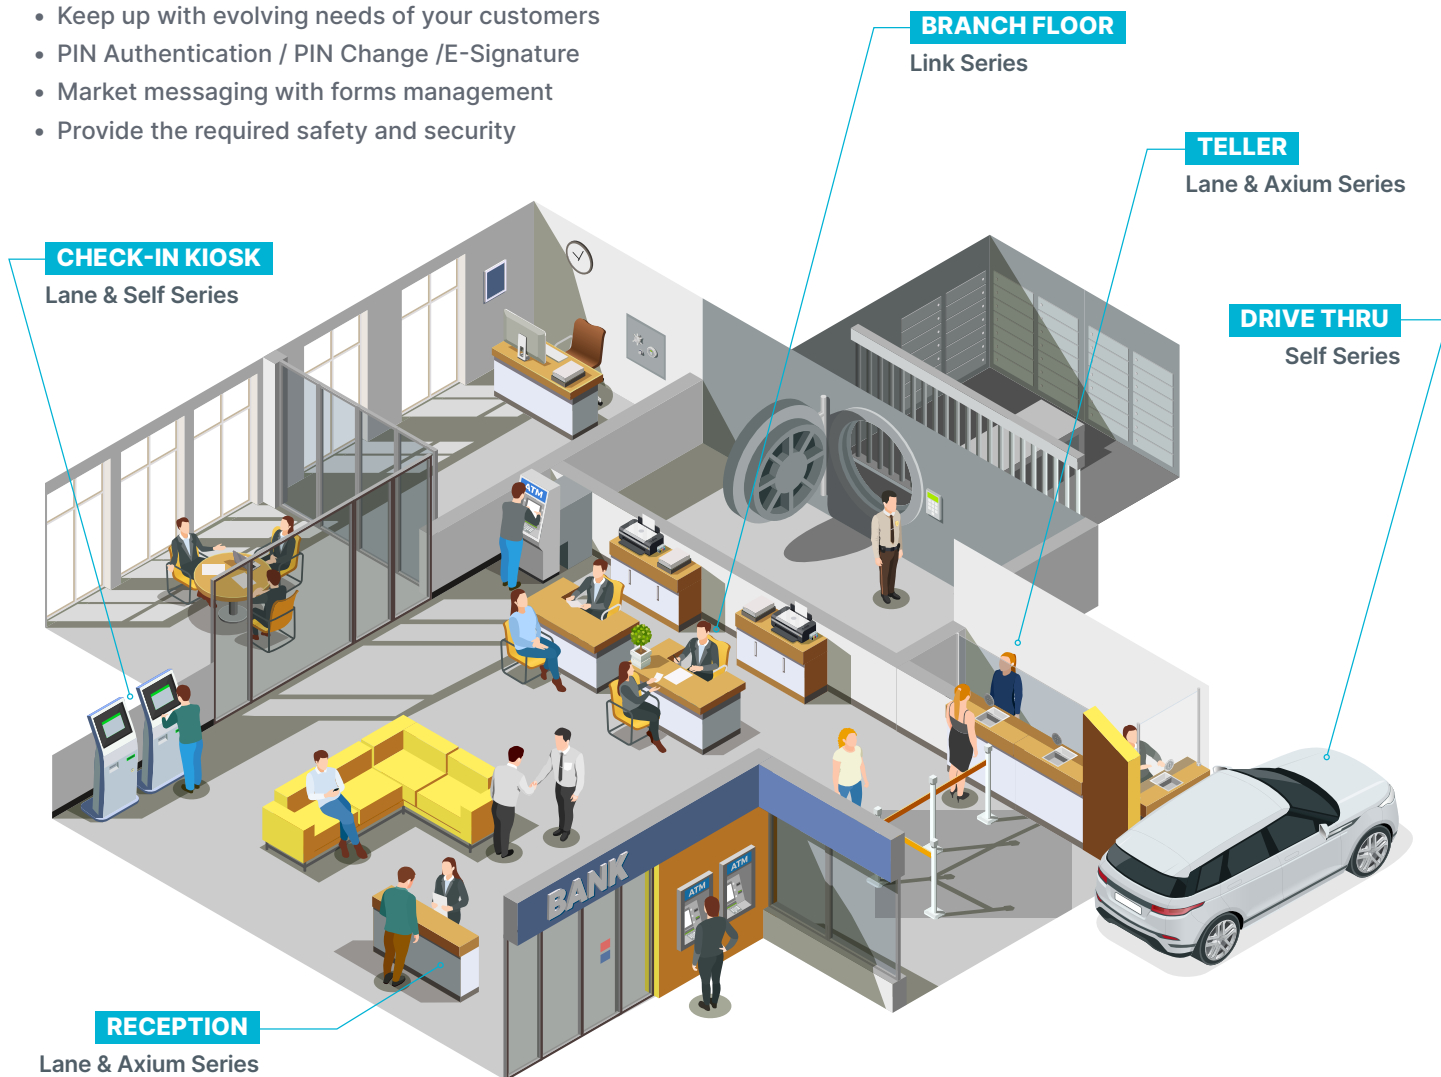 • Keep up with evolving needs of your customers
• PIN Authentication / PIN Change /E-Signature
• Market messaging with forms management
• Provide the required safety and security
BRANCH FLOOR
Link Series
TELLER
Lane & Axium Series
CHECK-IN KIOSK
Lane & Self Series
DRIVE THRU
Self Series
ATM
BANK
ATM
ATM
RECEPTION
Lane & Axium Series